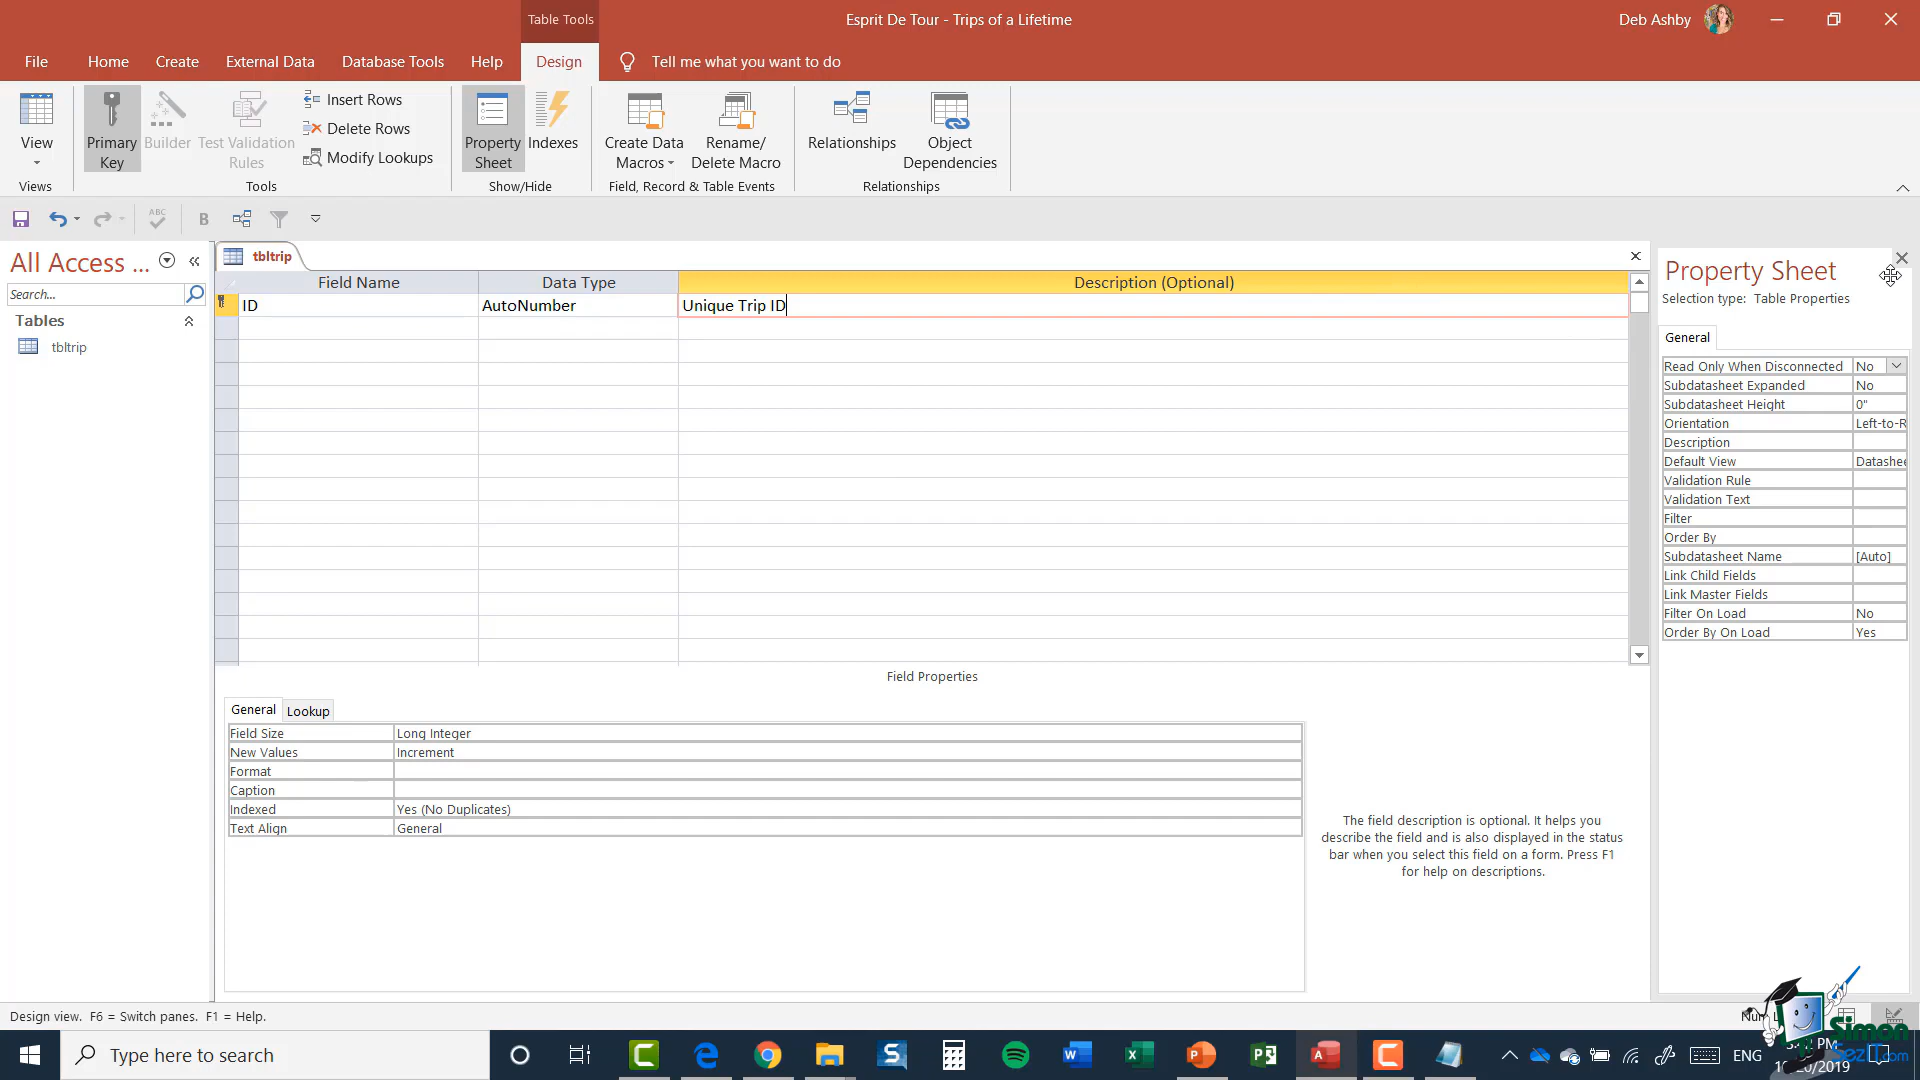 Table Tools
Esprit De Tour - Trips of a Lifetime
Deb Ashby
File
Home
Create
External Data
Database Tools
Help
Design
Tell me what you want to do
View
Primary Key
Builder
Test Validation Rules
Insert Rows
Delete Rows
Modify Lookups
Property Sheet
Indexes
Create Data Macros
Rename/ Delete Macro
Relationships
Object Dependencies
Views
Tools
Show/Hide
Field, Record & Table Events
Relationships
ABC
B
All Access ...
Search...
Tables
tbltrip
tbltrip
Field Name
Data Type
Description (Optional)
ID
AutoNumber
Unique Trip ID
Field Properties
General
Lookup
Field Size
Long Integer
New Values
Increment
Format
Caption
Indexed
Yes (No Duplicates)
Text Align
General
The field description is optional. It helps you
describe the field and is also displayed in the status
bar when you select this field on a form. Press F1
for help on descriptions.
Property Sheet
Selection type: Table Properties
General
Read Only When Disconnected
No
Subdatasheet Expanded
No
Subdatasheet Height
0"
Orientation
Left-to-R
Description
Default View
Datashee
Validation Rule
Validation Text
Filter
Order By
Subdatasheet Name
[Auto]
Link Child Fields
Link Master Fields
Filter On Load
No
Order By On Load
Yes
Design view. F6 = Switch panes. F1 = Help.
Num L
Simon
SezIT.com
Type here to search
ENG
PM